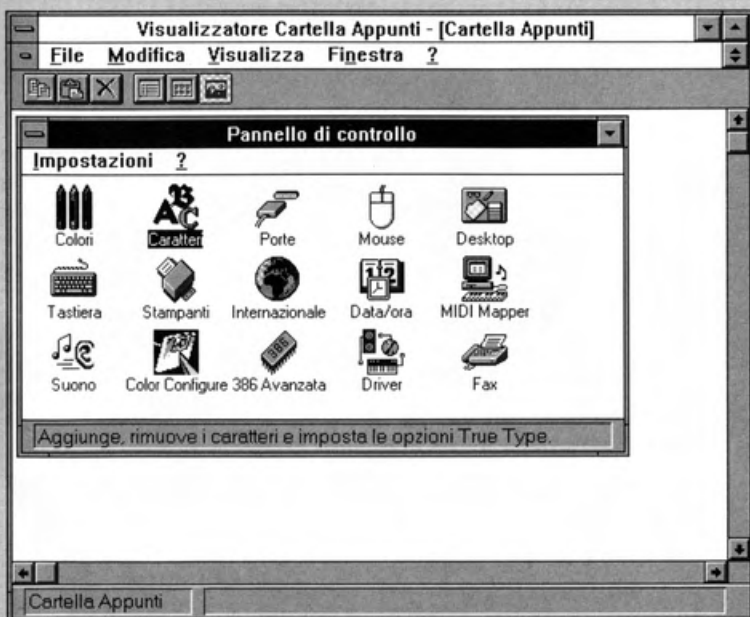 Visualizzatore Cartella Appunti - [Cartella Appunti]
File Modifica Visualizza Finestra ?
Pannello di controllo
Impostazioni ?
Colori Caratteri Porte Mouse Desktop
Tastiera Stampanti Internazionale Data/ora MIDI Mapper
Suono Color Configure 386 Avanzata Driver Fax
Aggiunge, rimuove i caratteri e imposta le opzioni True Type.
Cartella Appunti